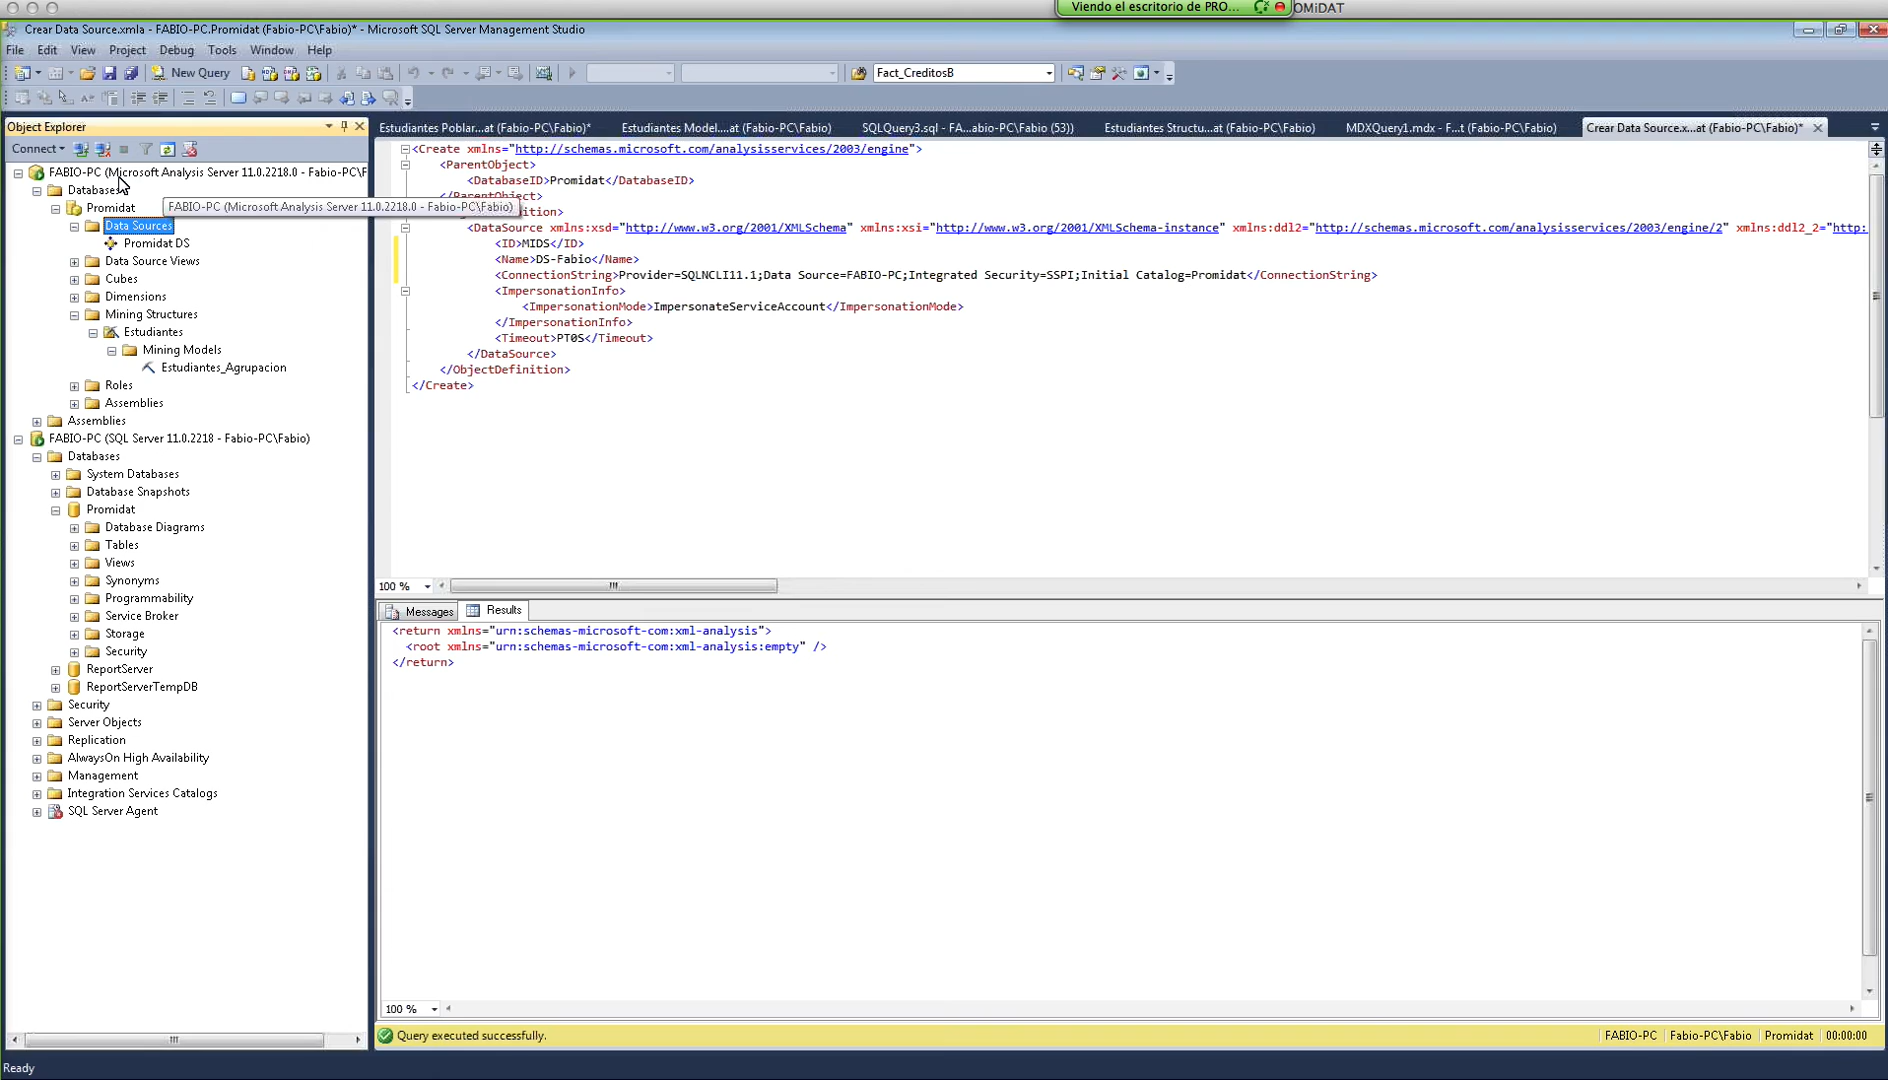 Viendo el escritorio de PRO...
OMiDAT
Crear Data Source.xmla - FABIO-PC.Promidat (Fabio-PC\Fabio)* - Microsoft SQL Server Management Studio
File Edit View Project Debug Tools Window Help
New Query
Fact_CreditosB
Object Explorer
Connect
FABIO-PC (Microsoft Analysis Server 11.0.2218.0 - Fabio-PC\F
Databases
Promidat
FABIO-PC (Microsoft Analysis Server 11.0.2218.0 - Fabio-PC\Fabio)
Data Sources
Promidat DS
Data Source Views
Cubes
Dimensions
Mining Structures
Estudiantes
Mining Models
Estudiantes_Agrupacion
Roles
Assemblies
Assemblies
FABIO-PC (SQL Server 11.0.2218 - Fabio-PC\Fabio)
Databases
System Databases
Database Snapshots
Promidat
Database Diagrams
Tables
Views
Synonyms
Programmability
Service Broker
Storage
Security
ReportServer
ReportServerTempDB
Security
Server Objects
Replication
AlwaysOn High Availability
Management
Integration Services Catalogs
SQL Server Agent
Estudiantes Poblar...at (Fabio-PC\Fabio)* Estudiantes Model....at (Fabio-PC\Fabio) SQLQuery3.sql - FA...abio-PC\Fabio (53)) Estudiantes Structu...at (Fabio-PC\Fabio) MDXQuery1.mdx - F...t (Fabio-PC\Fabio) Crear Data Source.x...at (Fabio-PC\Fabio)*
<Create xmlns="http://schemas.microsoft.com/analysisservices/2003/engine">
<ParentObject>
<DatabaseID>Promidat</DatabaseID>
</ParentObject>
ition>
<DataSource xmlns:xsd="http://www.w3.org/2001/XMLSchema" xmlns:xsi="http://www.w3.org/2001/XMLSchema-instance" xmlns:ddl2="http://schemas.microsoft.com/analysisservices/2003/engine/2" xmlns:ddl2_2="http:
<ID>MIDS</ID>
<Name>DS-Fabio</Name>
<ConnectionString>Provider=SQLNCLI11.1;Data Source=FABIO-PC;Integrated Security=SSPI;Initial Catalog=Promidat</ConnectionString>
<ImpersonationInfo>
<ImpersonationMode>ImpersonateServiceAccount</ImpersonationMode>
</ImpersonationInfo>
<Timeout>PT0S</Timeout>
</DataSource>
</ObjectDefinition>
</Create>
100 %
Messages Results
<return xmlns="urn:schemas-microsoft-com:xml-analysis">
<root xmlns="urn:schemas-microsoft-com:xml-analysis:empty" />
</return>
100 %
Query executed successfully. FABIO-PC Fabio-PC\Fabio Promidat 00:00:00
Ready